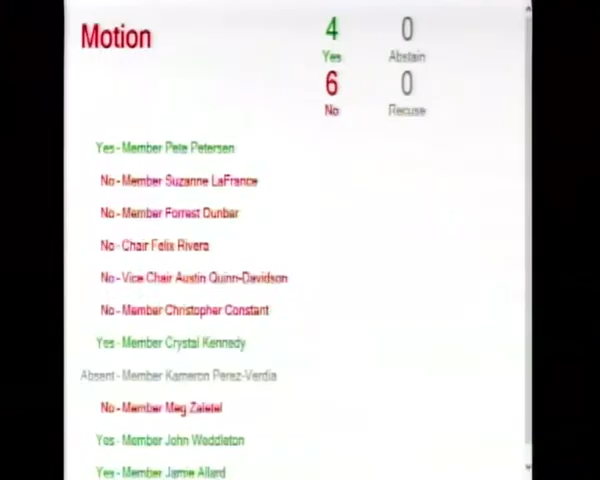 Motion
4 0
Yes Abstain
6 0
No Recuse
Yes - Member Pete Petersen
No - Member Suzanne LaFrance
No - Member Forrest Dunbar
No - Chair Felix Rivera
No - Vice Chair Austin Quinn-Davidson
No - Member Christopher Constant
Yes - Member Crystal Kennedy
Absent - Member Kameron Perez-Verdia
No - Member Meg Zaletel
Yes - Member John Weddleton
Yes - Member Jamie Allard